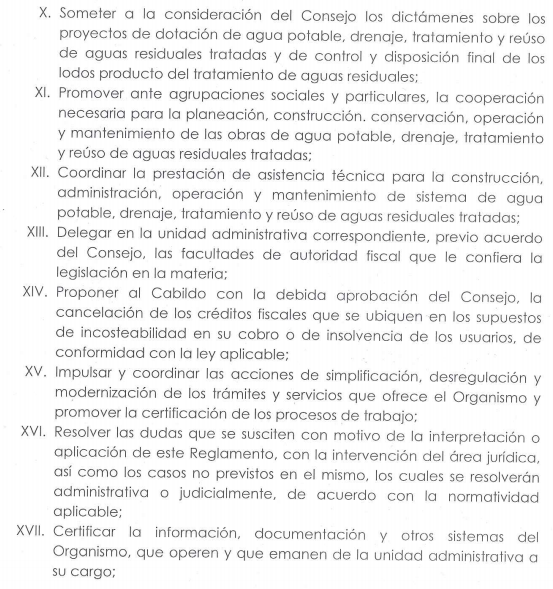 X. Someter a la consideración del Consejo los dictámenes sobre los
proyectos de dotación de agua potable, drenaje, tratamiento y reúso
de aguas residuales tratadas y de control y disposición final de los
lodos producto del tratamiento de aguas residuales;
XI. Promover ante agrupaciones sociales y particulares, la cooperación
necesaria para la planeación, construcción. conservación, operación
y mantenimiento de las obras de agua potable, drenaje, tratamiento
y reúso de aguas residuales tratadas;
XII. Coordinar la prestación de asistencia técnica para la construcción,
administración, operación y mantenimiento de sistema de agua
potable, drenaje, tratamiento y reúso de aguas residuales tratadas;
XIII. Delegar en la unidad administrativa correspondiente, previo acuerdo
del Consejo, las facultades de autoridad fiscal que le confiera la
legislación en la materia;
XIV. Proponer al Cabildo con la debida aprobación del Consejo, la
cancelación de los créditos fiscales que se ubiquen en los supuestos
de incosteabilidad en su cobro o de insolvencia de los usuarios, de
conformidad con la ley aplicable;
XV. Impulsar y coordinar las acciones de simplificación, desregulación y
modernización de los trámites y servicios que ofrece el Organismo y
promover la certificación de los procesos de trabajo;
XVI. Resolver las dudas que se susciten con motivo de la interpretación o
aplicación de este Reglamento, con la intervención del área jurídica,
así como los casos no previstos en el mismo, los cuales se resolverán
administrativa o judicialmente, de acuerdo con la normatividad
aplicable;
XVII. Certificar la información, documentación y otros sistemas del
Organismo, que operen y que emanen de la unidad administrativa a
su cargo;